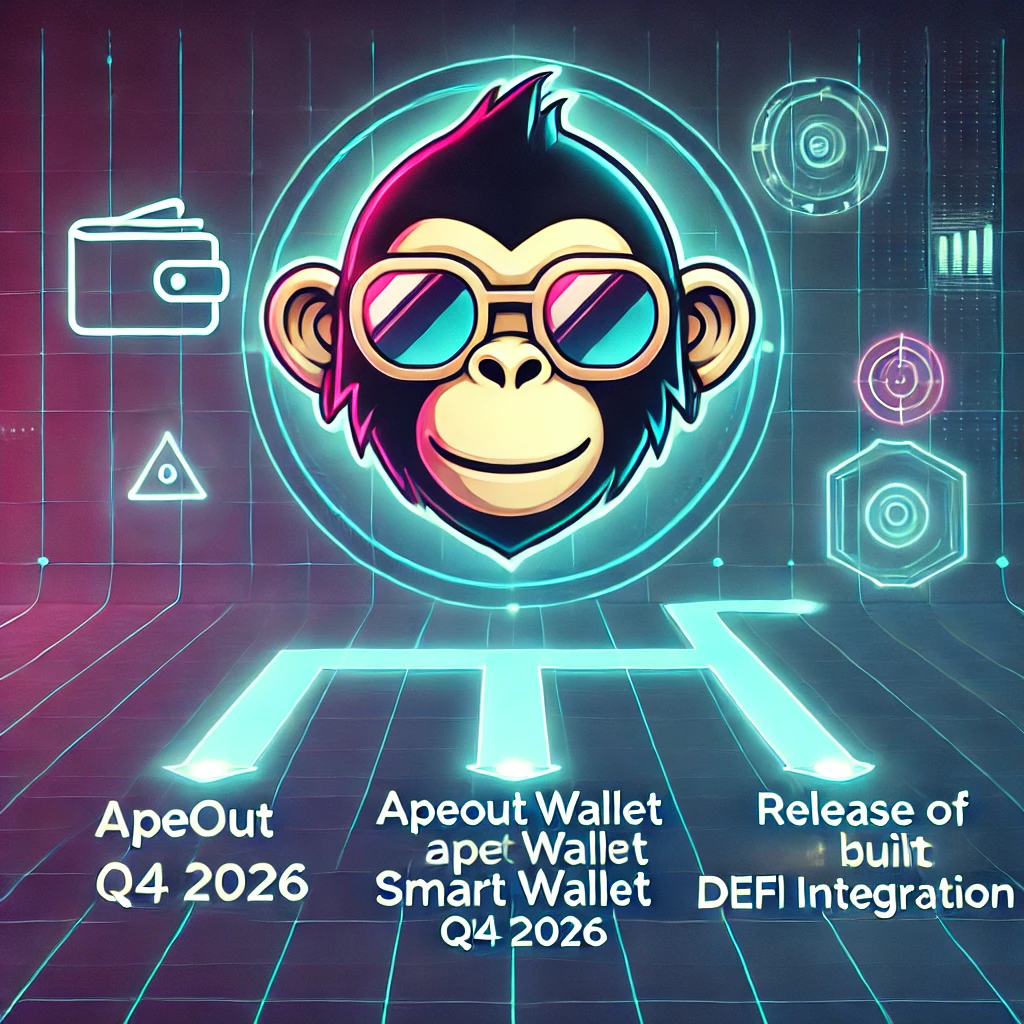 ApeOut
Q4 2026
Apeout Wallet
apet Wallet
Smart Wallet
Q4 2026
Release of
built
DEFI Integration